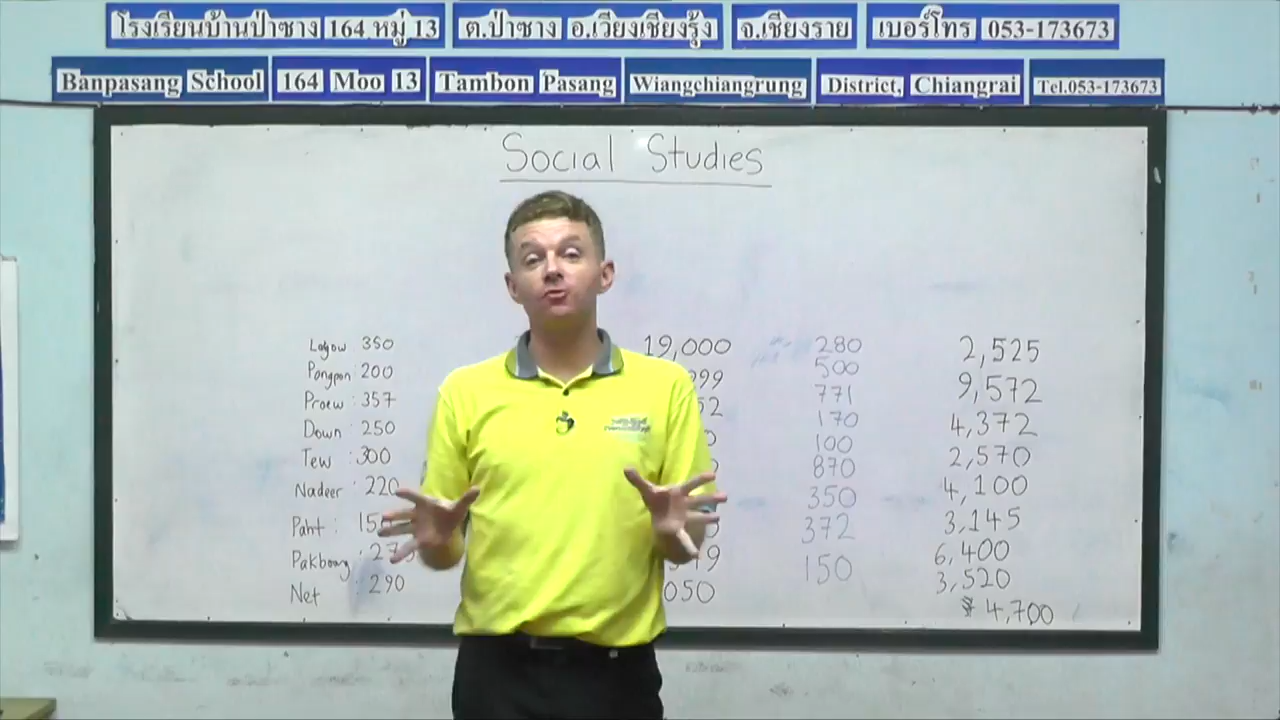 โรงเรียนบ้านป่าซาง 164 หมู่ 13 ต.ป่าซาง อ.เวียงเชียงรุ้ง จ.เชียงราย เบอร์โทร 053-173673
Banpasang School 164 Moo 13 Tambon Pasang Wiangchiangrung District, Chiangrai Tel.053-173673
Social Studies
350 19,000 280 2,525
Pongpon 200 500 9,572
Proew : 357 771 4,372
Down : 250 170 2,570
Tew : 300 100 4,100
Nadeer : 220 870 3,145
Paht : 350 6,400
Pakboong : 372 3,520
Net : 290 050 150 4,700